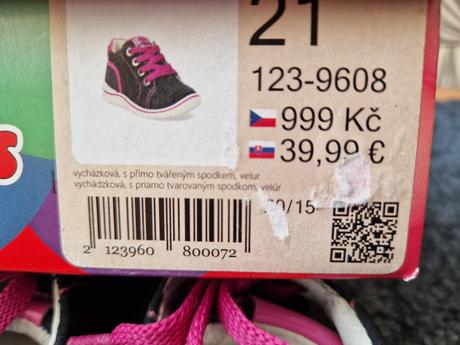 21
123-9608
999 Kč
39,99 €
vycházková, s přímo tvářeným spodkem, velur
vychádzková, s priamo tvarovaným spodkom, velúr
2 123960 800072